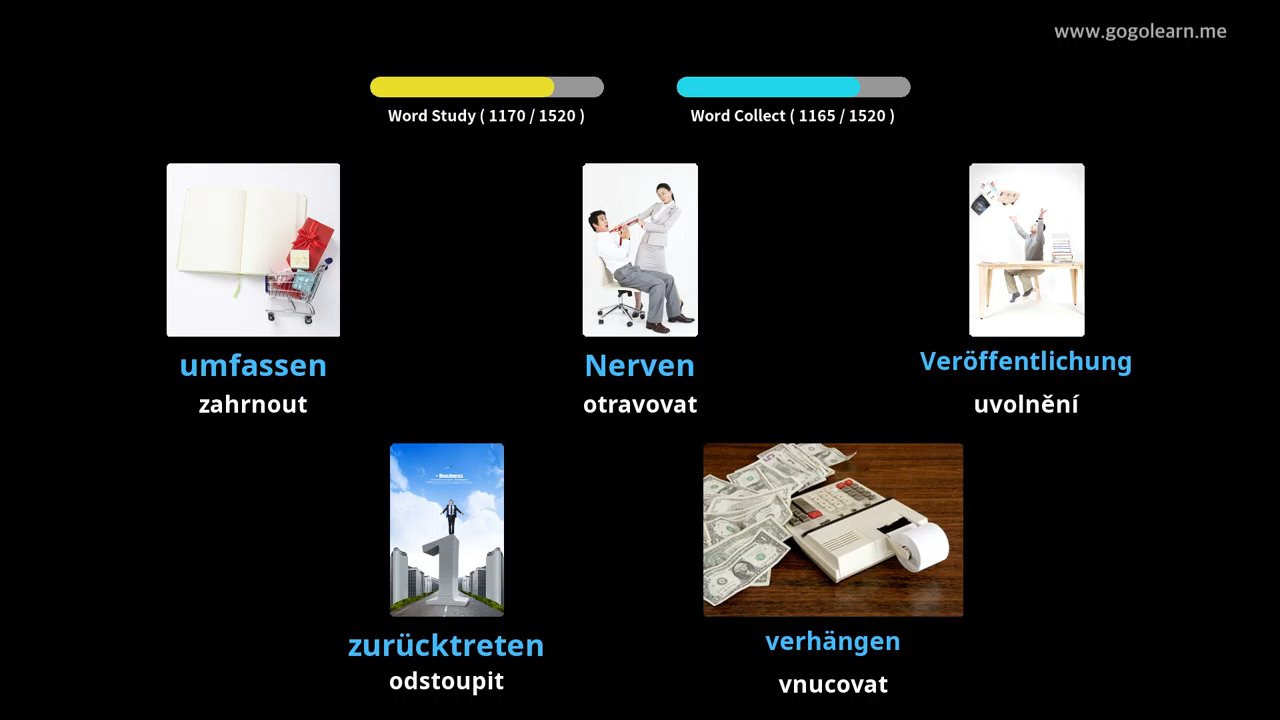 www.gogolearn.me
Word Study ( 1170 / 1520 )
Word Collect ( 1165 / 1520 )
umfassen
zahrnout
Nerven
otravovat
Veröffentlichung
uvolnění
Business
zurücktreten
odstoupit
verhängen
vnucovat